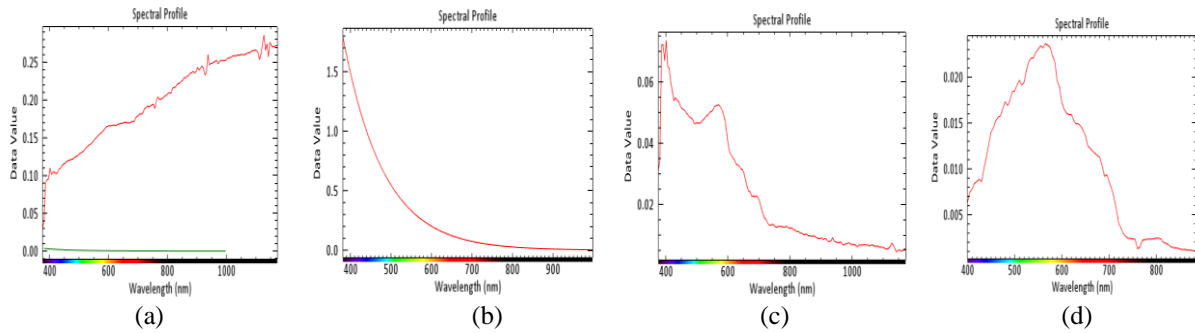 Spectral Profile
Data Value
0.25
0.20
0.15
0.10
0.05
0.00
400 600 800 1000
Wavelength (nm)
(a)
Spectral Profile
Data Value
1.5
1.0
0.5
0.0
400 500 600 700 800 900
Wavelength (nm)
(b)
Spectral Profile
Data Value
0.06
0.04
0.02
400 600 800 1000
Wavelength (nm)
(c)
Spectral Profile
Data Value
0.020
0.015
0.010
0.005
400 500 600 700 800
Wavelength (nm)
(d)